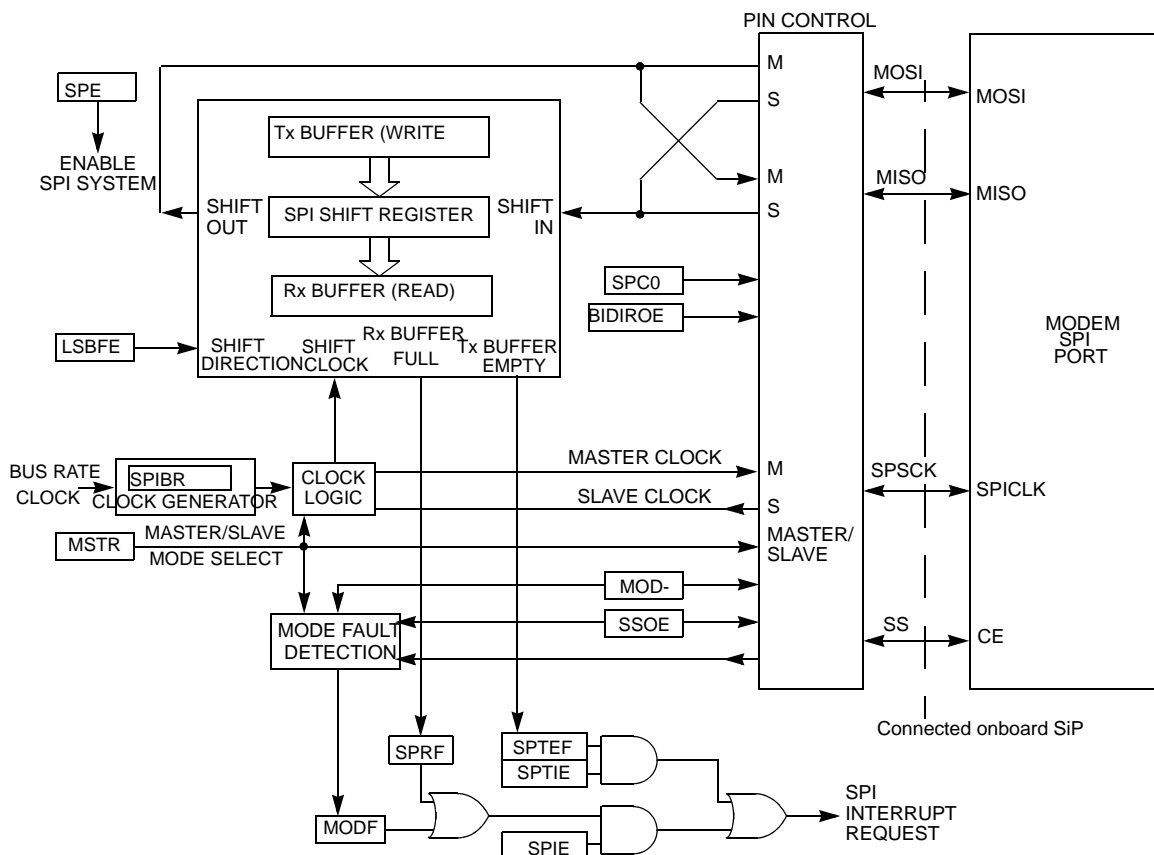 PIN CONTROL
M
MOSI
SPE
S
MOSI
Tx BUFFER (WRITE
ENABLE
SPI SYSTEM
M
MISO
MISO
SHIFT
OUT
SPI SHIFT REGISTER
SHIFT
IN
S
SPC0
Rx BUFFER (READ)
BIDIROE
MODEM
SPI
PORT
LSBFE
SHIFT
DIRECTION
SHIFT
CLOCK
Rx BUFFER
FULL
Tx BUFFER
EMPTY
BUS RATE
CLOCK
SPIBR
CLOCK GENERATOR
CLOCK
LOGIC
MASTER CLOCK
M
SPSCK
SPICLK
SLAVE CLOCK
S
MSTR
MASTER/SLAVE
MODE SELECT
MASTER/
SLAVE
MOD-
SSOE
MODE FAULT
DETECTION
SS
CE
Connected onboard SiP
SPRF
SPTEF
SPTIE
MODF
SPIE
SPI
INTERRUPT
REQUEST